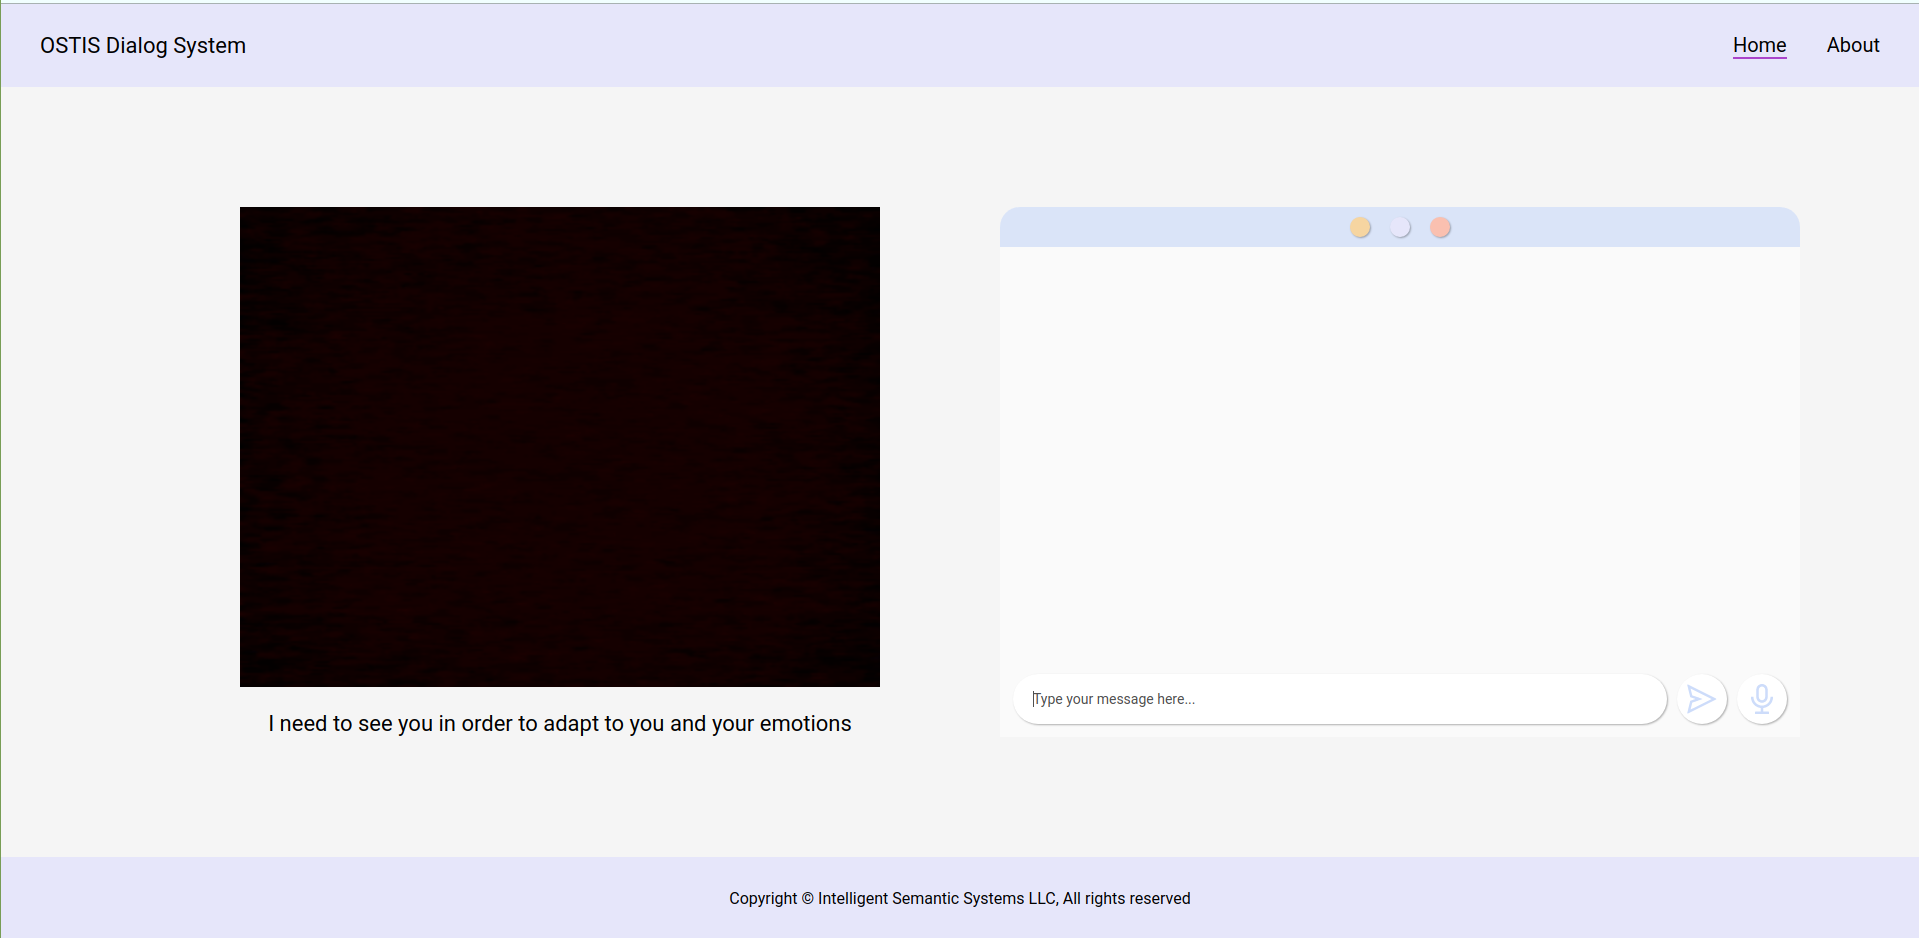 OSTIS Dialog System
Home
About
I need to see you in order to adapt to you and your emotions
Type your message here...
Copyright © Intelligent Semantic Systems LLC, All rights reserved